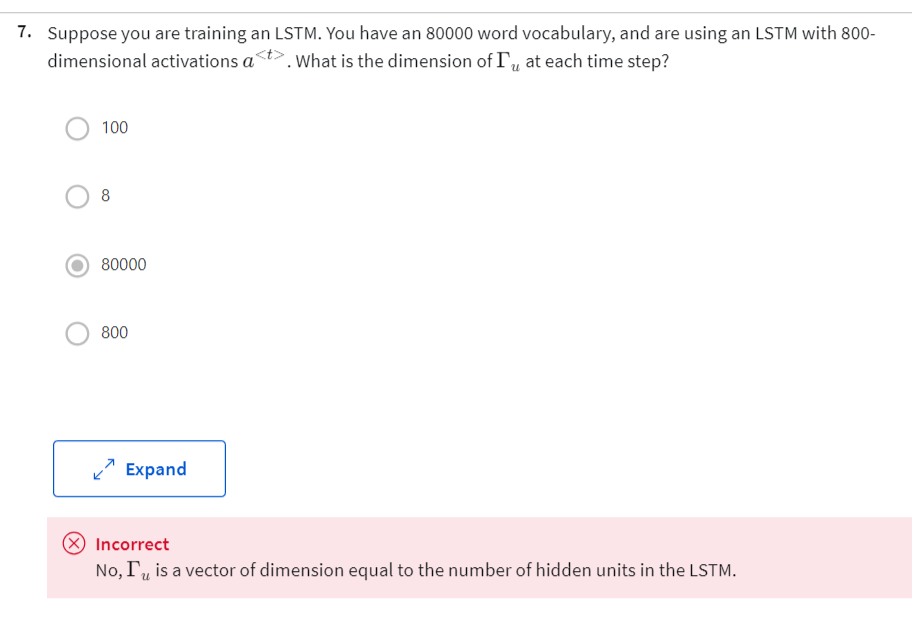 7. Suppose you are training an LSTM. You have an 80000 word vocabulary, and are using an LSTM with 800-
dimensional activations a<t>. What is the dimension of Γu at each time step?
100
8
80000
800
Expand
Incorrect
No, Γu is a vector of dimension equal to the number of hidden units in the LSTM.